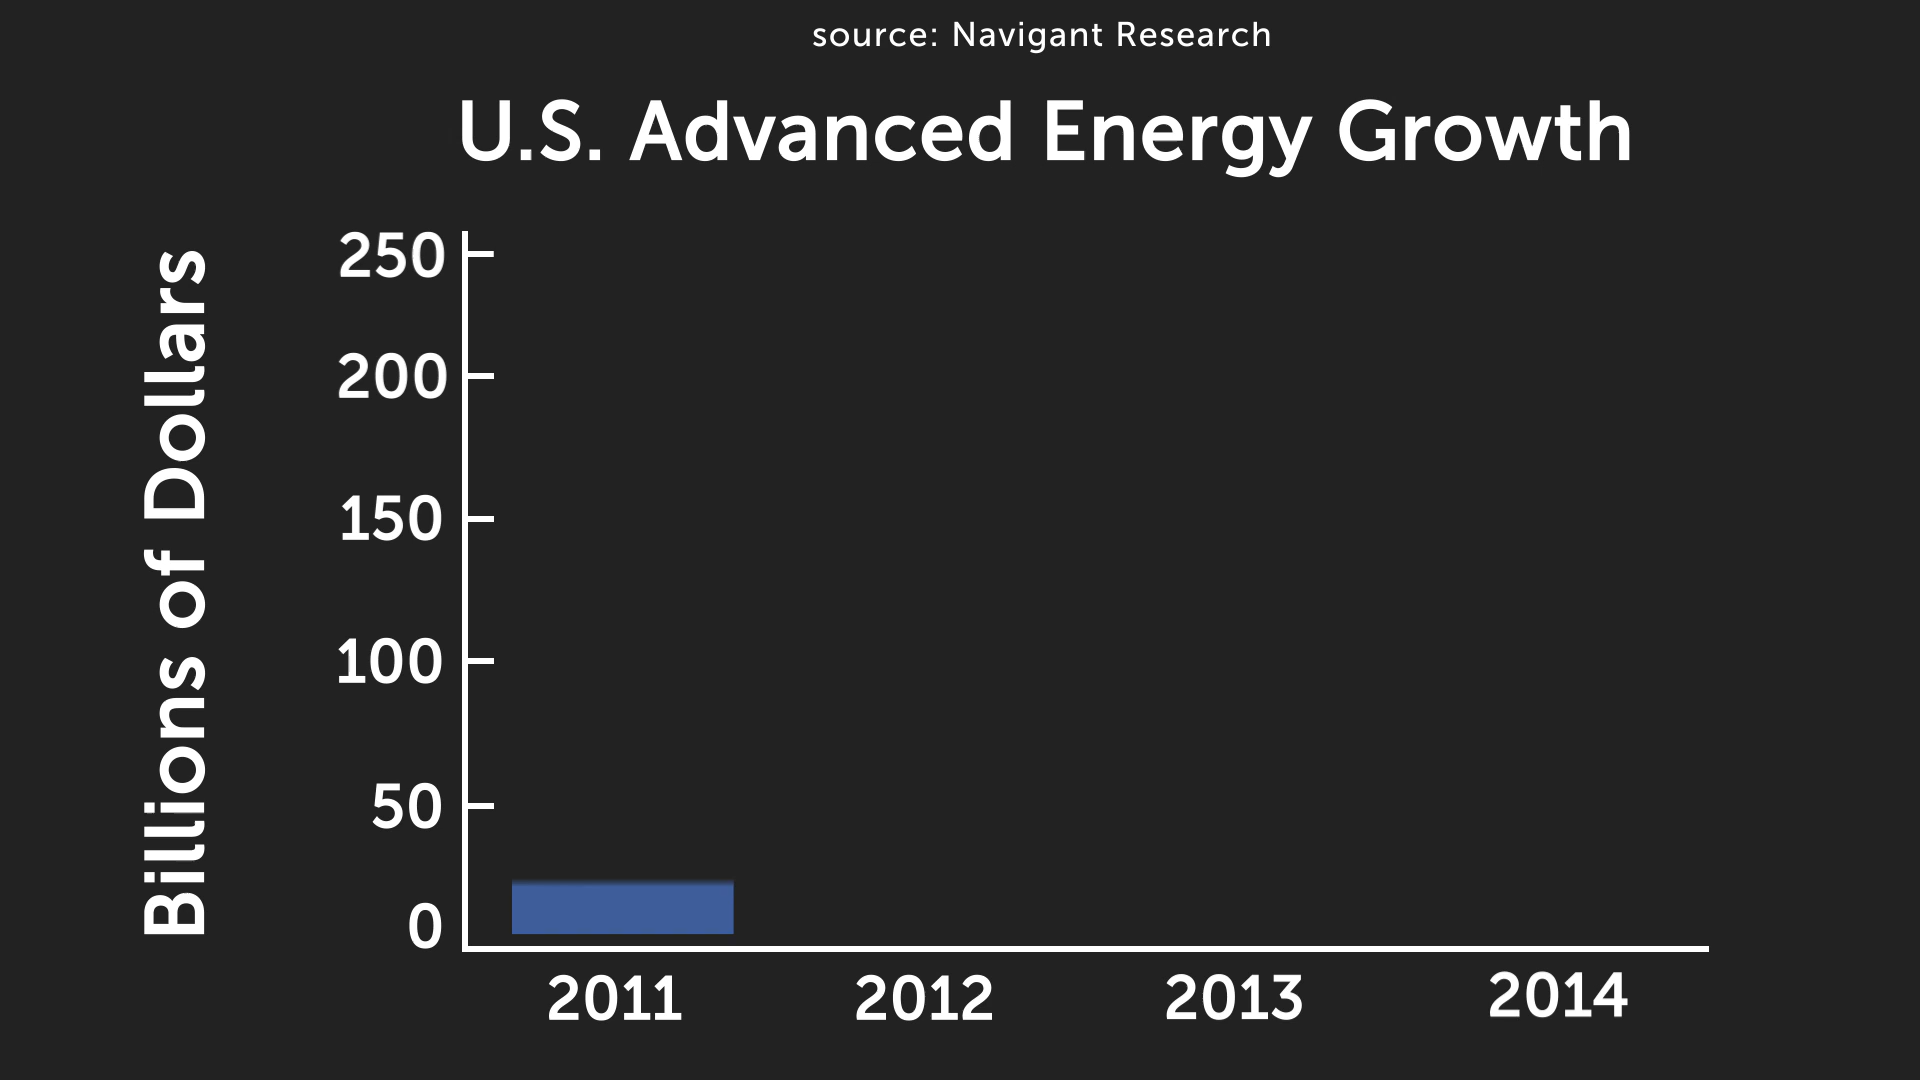 source: Navigant Research
U.S. Advanced Energy Growth
Billions of Dollars
250
200
150
100
50
0
2011 2012 2013 2014